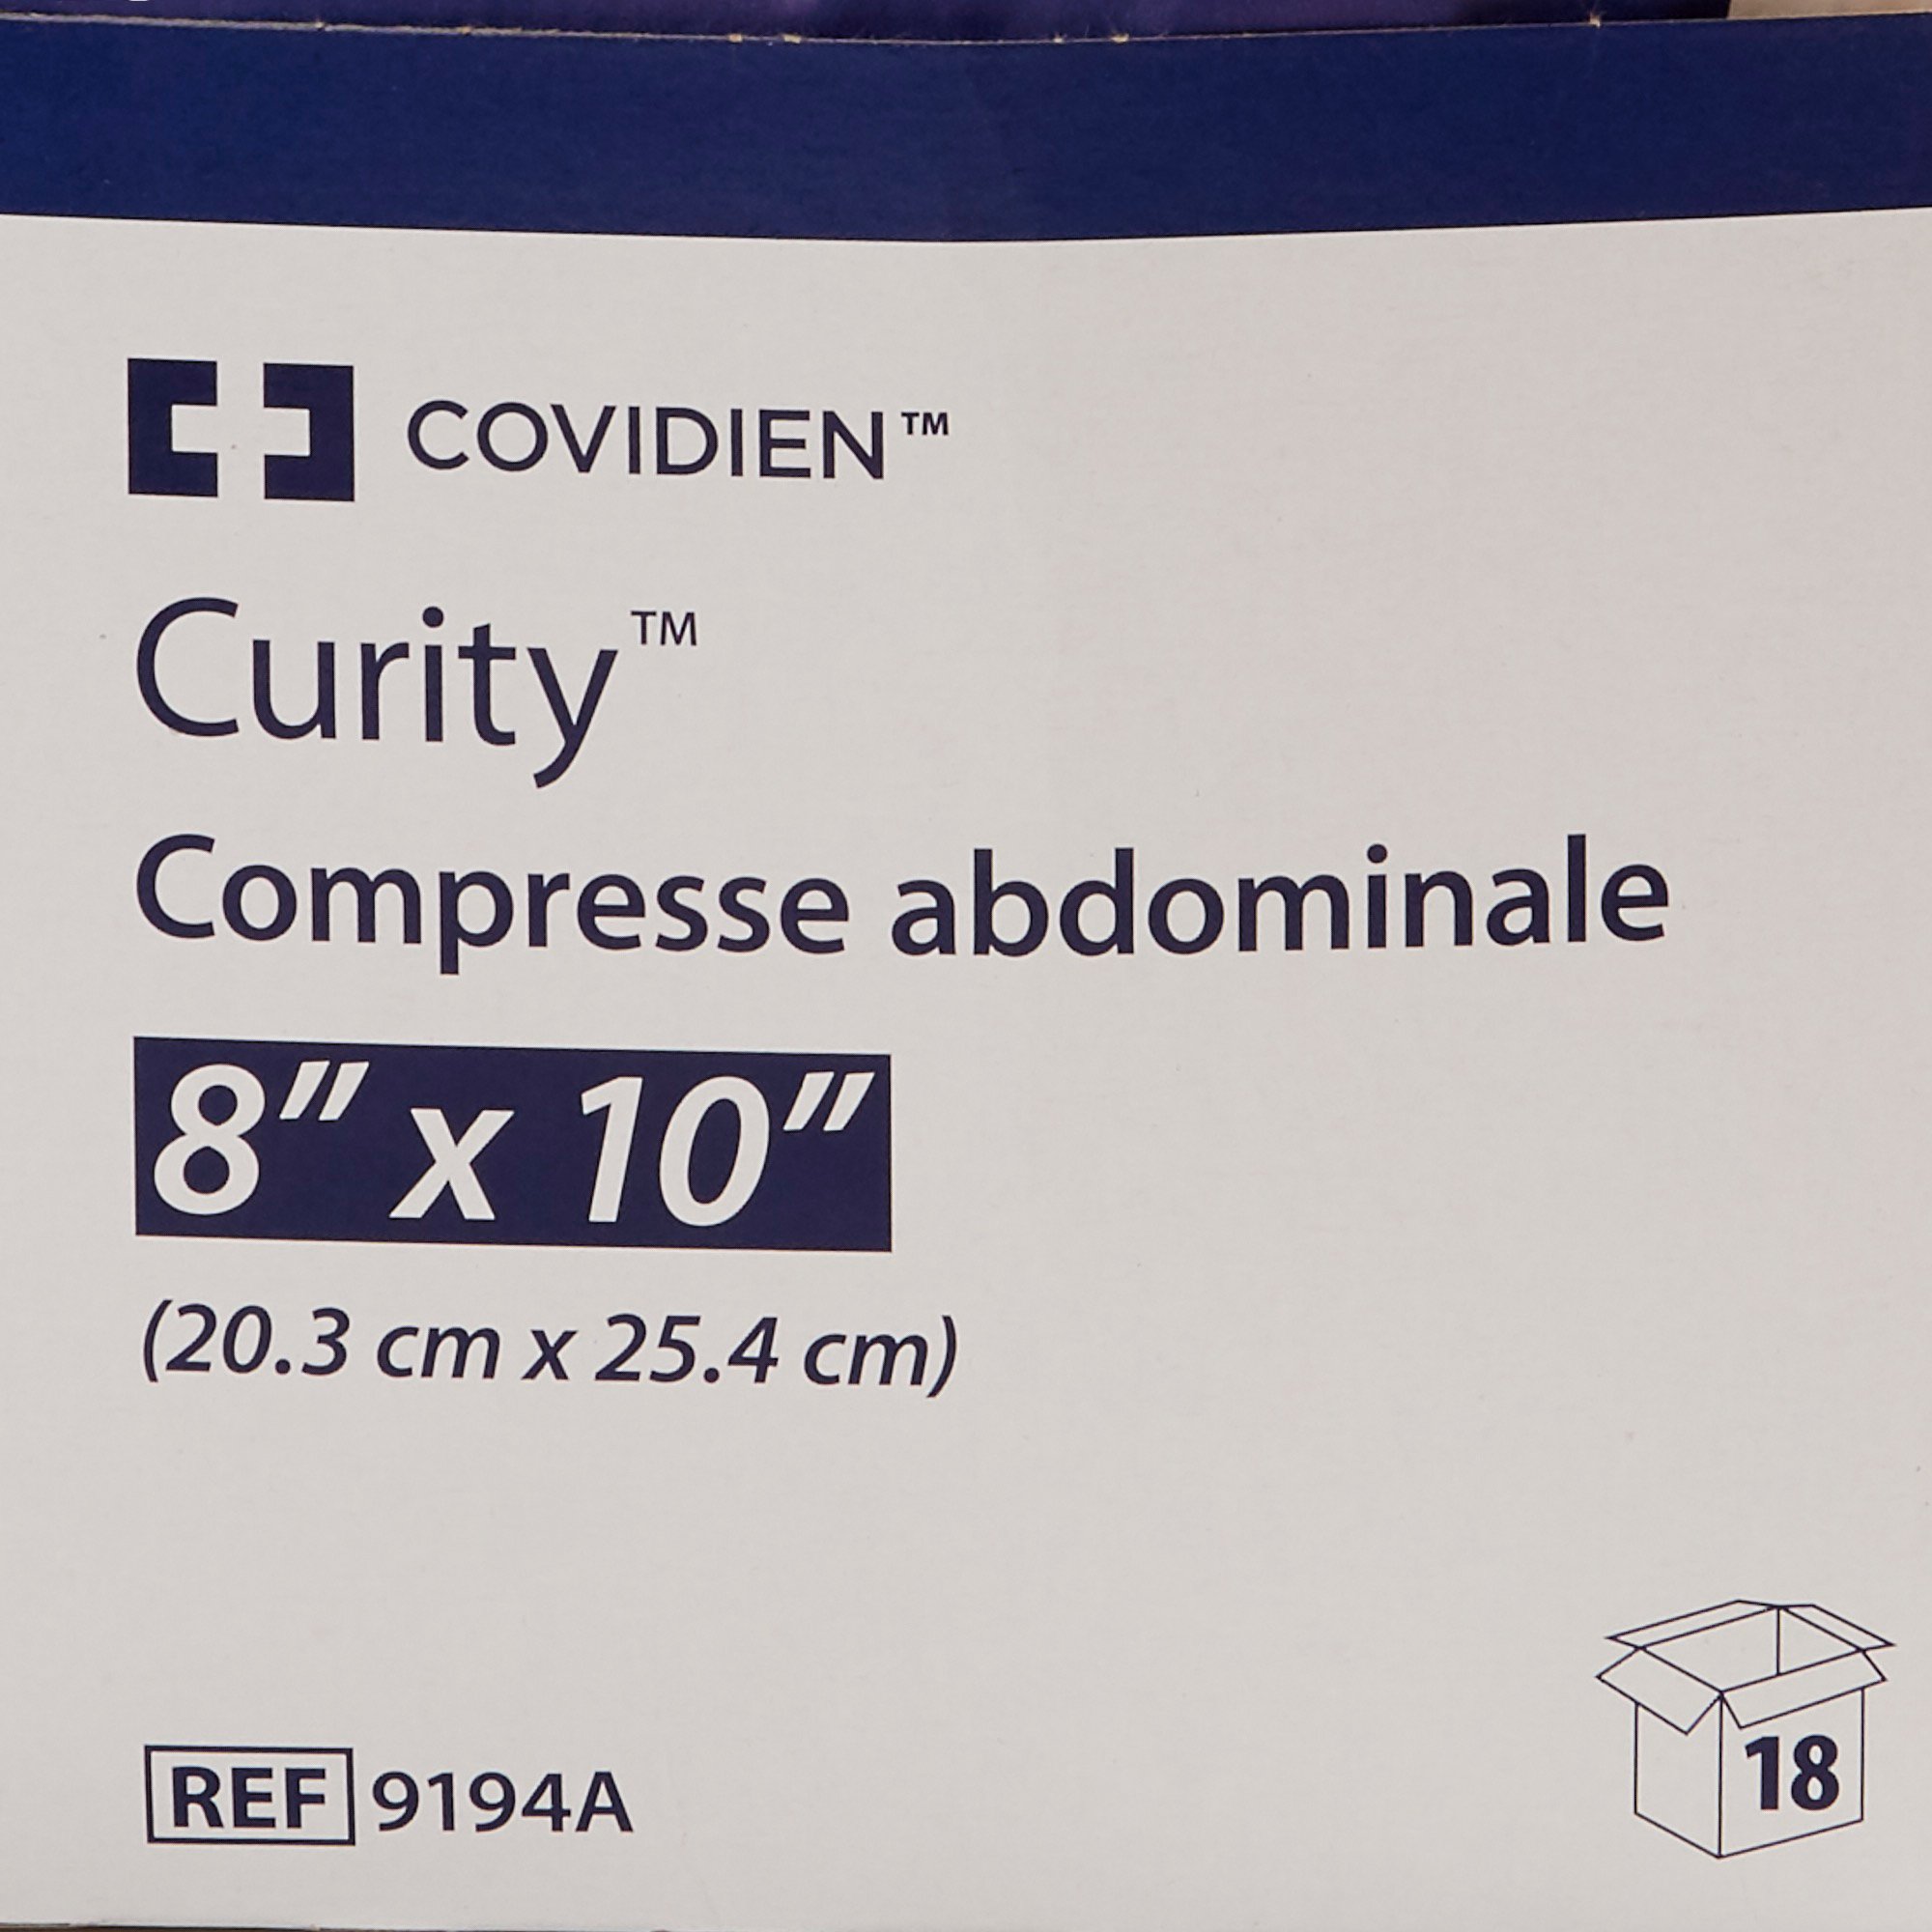 COVIDIEN™
Curity™
Compresse abdominale
8" x 10"
(20.3 cm x 25.4 cm)
REF 9194A
18